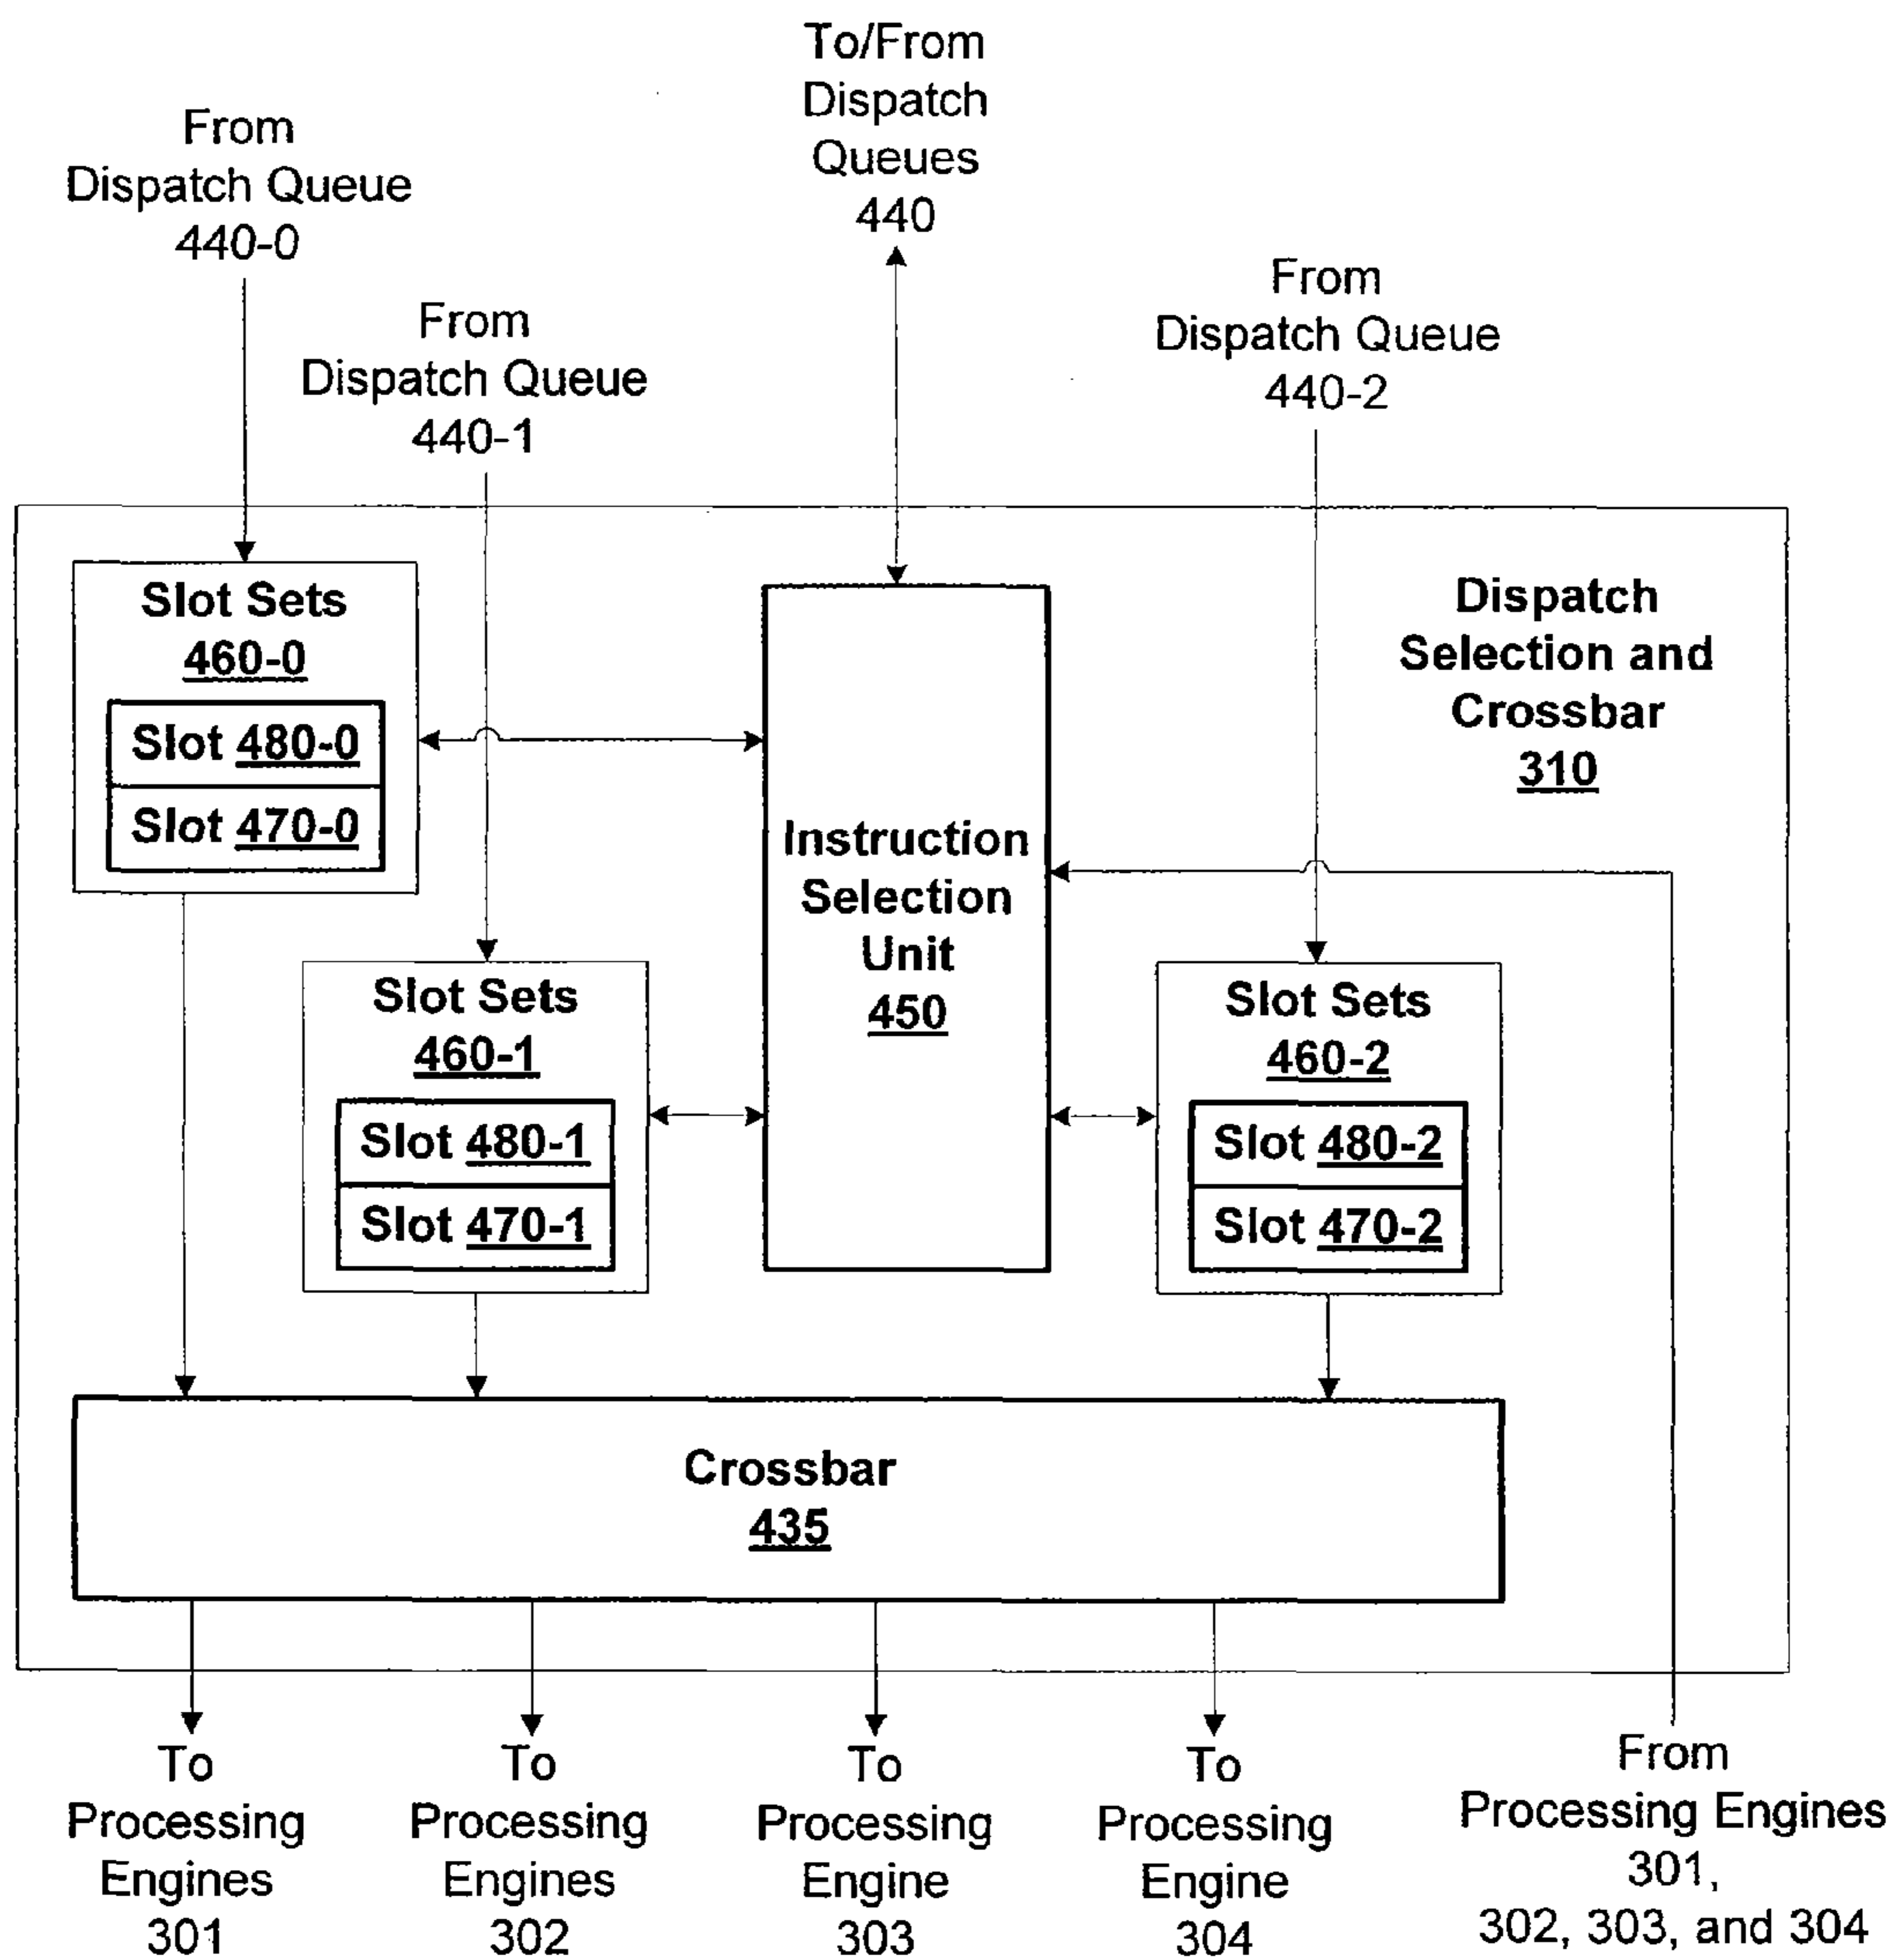 To/From
Dispatch
Queues
440
From
Dispatch Queue
440-0
From
Dispatch Queue
440-1
From
Dispatch Queue
440-2
Slot Sets
460-0
Slot 480-0
Slot 470-0
Instruction
Selection
Unit
450
Dispatch
Selection and
Crossbar
310
Slot Sets
460-1
Slot 480-1
Slot 470-1
Slot Sets
460-2
Slot 480-2
Slot 470-2
Crossbar
435
To
Processing
Engines
301
To
Processing
Engines
302
To
Processing
Engine
303
To
Processing
Engine
304
From
Processing Engines
301,
302, 303, and 304